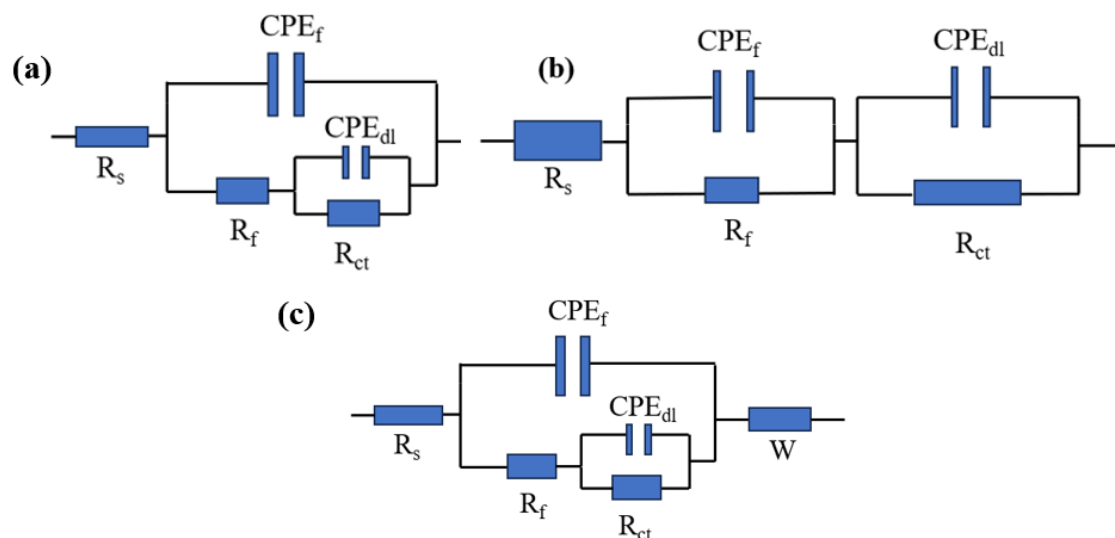 (a)
CPEf
Rs
CPEdl
Rf
Rct
(b)
CPEf
CPEdl
Rs
Rf
Rct
(c)
CPEf
Rs
CPEdl
W
Rf
Rct